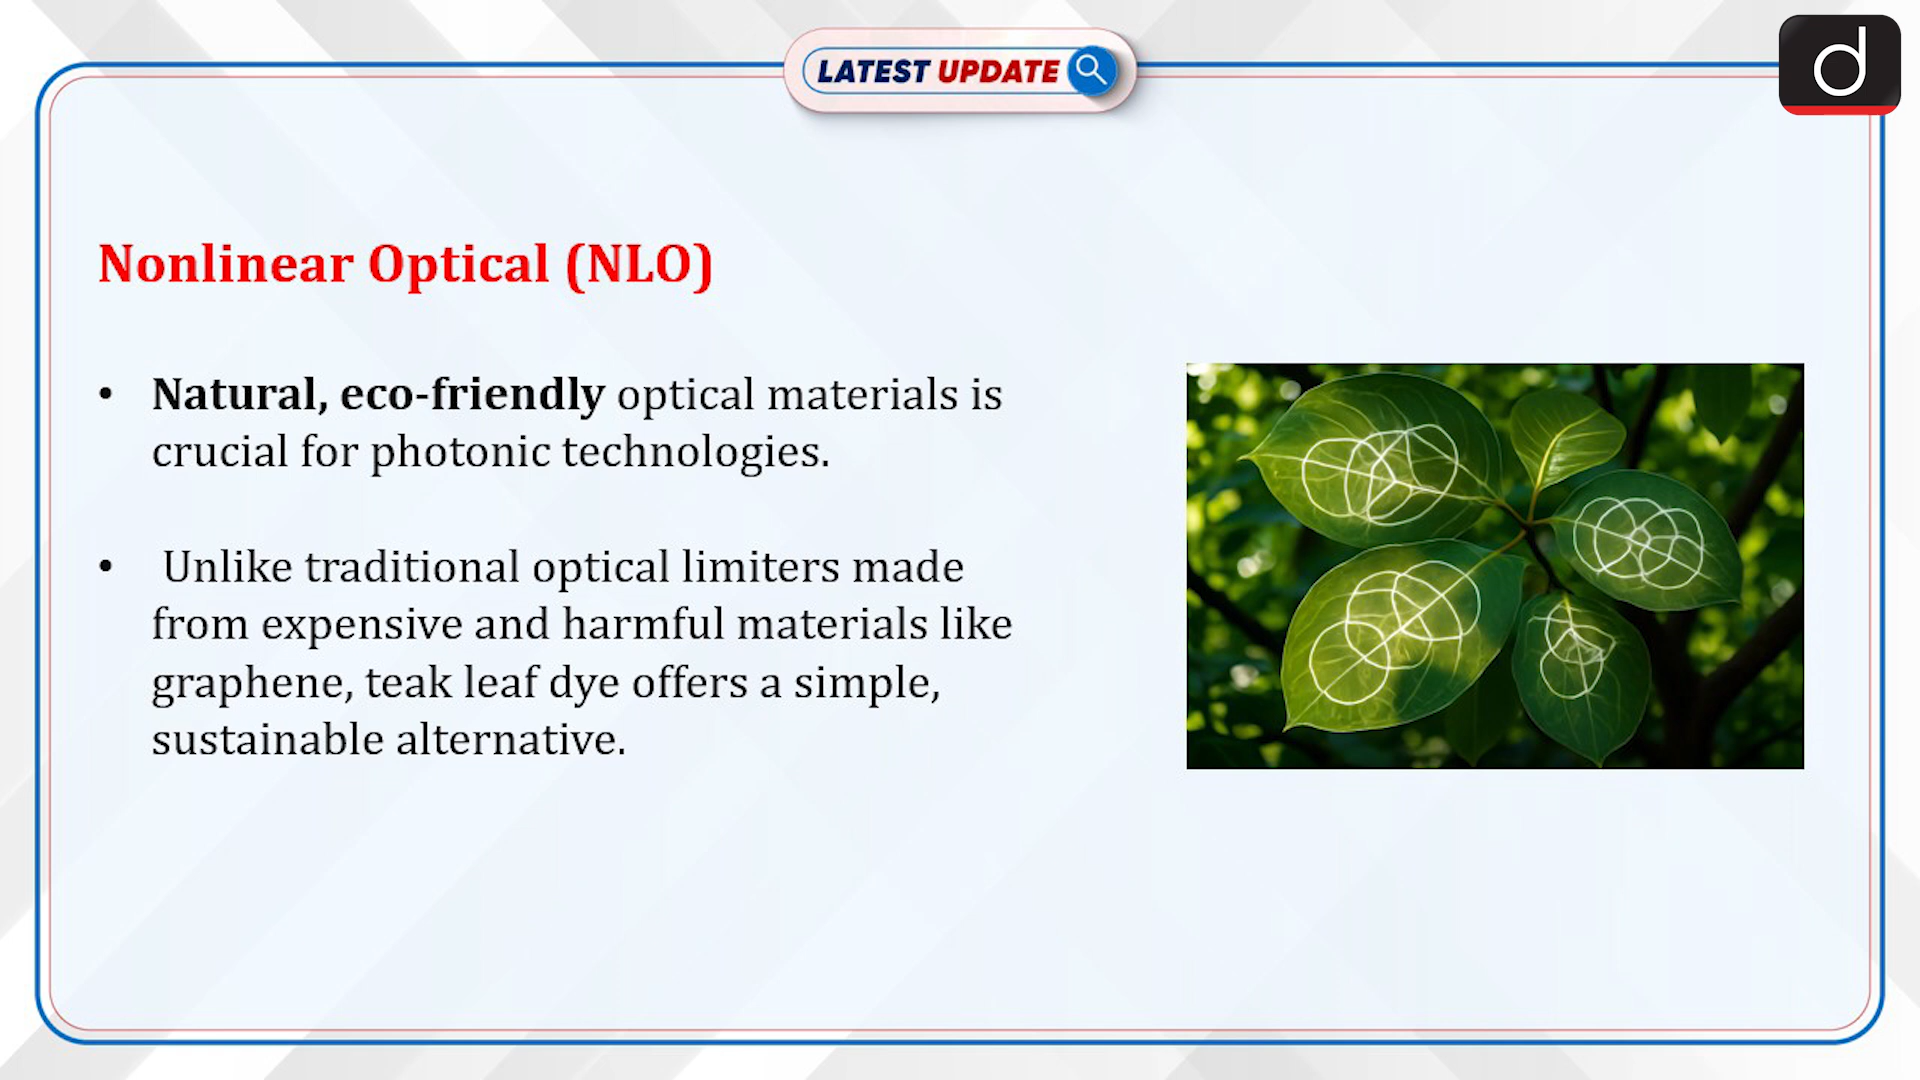 LATEST UPDATE
d
Nonlinear Optical (NLO)
• Natural, eco-friendly optical materials is
crucial for photonic technologies.
• Unlike traditional optical limiters made
from expensive and harmful materials like
graphene, teak leaf dye offers a simple,
sustainable alternative.